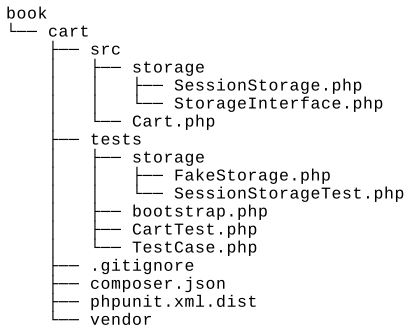 book
└── cart
    ├── src
    │   ├── storage
    │   │   ├── SessionStorage.php
    │   │   └── StorageInterface.php
    │   └── Cart.php
    ├── tests
    │   ├── storage
    │   │   ├── FakeStorage.php
    │   │   └── SessionStorageTest.php
    │   ├── bootstrap.php
    │   ├── CartTest.php
    │   └── TestCase.php
    ├── .gitignore
    ├── composer.json
    ├── phpunit.xml.dist
    └── vendor